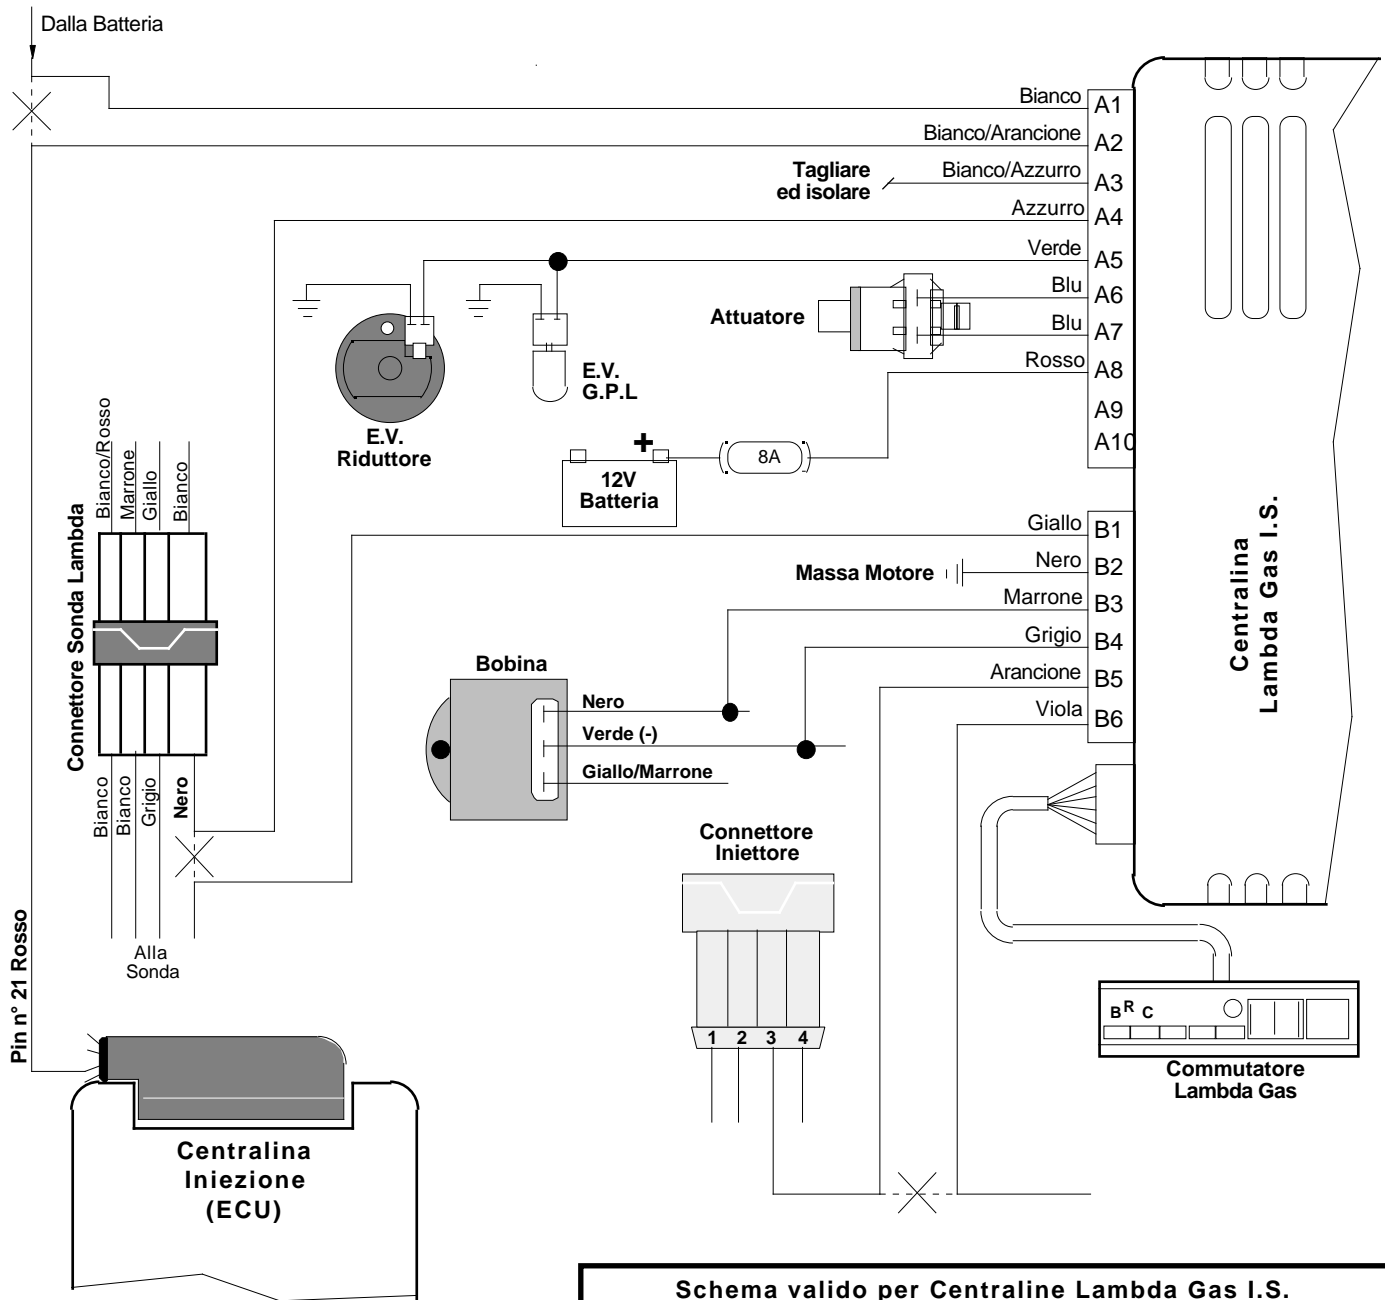 Dalla Batteria
Bianco A1
Bianco/Arancione A2
Tagliare
ed isolare
Bianco/Azzurro A3
Azzurro A4
Verde A5
Blu A6
Attuatore
Blu A7
Rosso A8
A9
A10
E.V.
G.P.L
E.V.
Riduttore
+
8A
12V
Batteria
Bianco/Rosso
Marrone
Giallo
Bianco
Connettore Sonda Lambda
Bianco
Bianco
Grigio
Nero
Alla
Sonda
Giallo B1
Massa Motore
Nero B2
Marrone B3
Grigio B4
Arancione B5
Viola B6
Centralina
Lambda Gas I.S.
Bobina
Nero
Verde (-)
Giallo/Marrone
Connettore
Iniettore
1 2 3 4
B R C
Commutatore
Lambda Gas
Pin n° 21 Rosso
Centralina
Iniezione
(ECU)
Schema valido per Centraline Lambda Gas I.S.